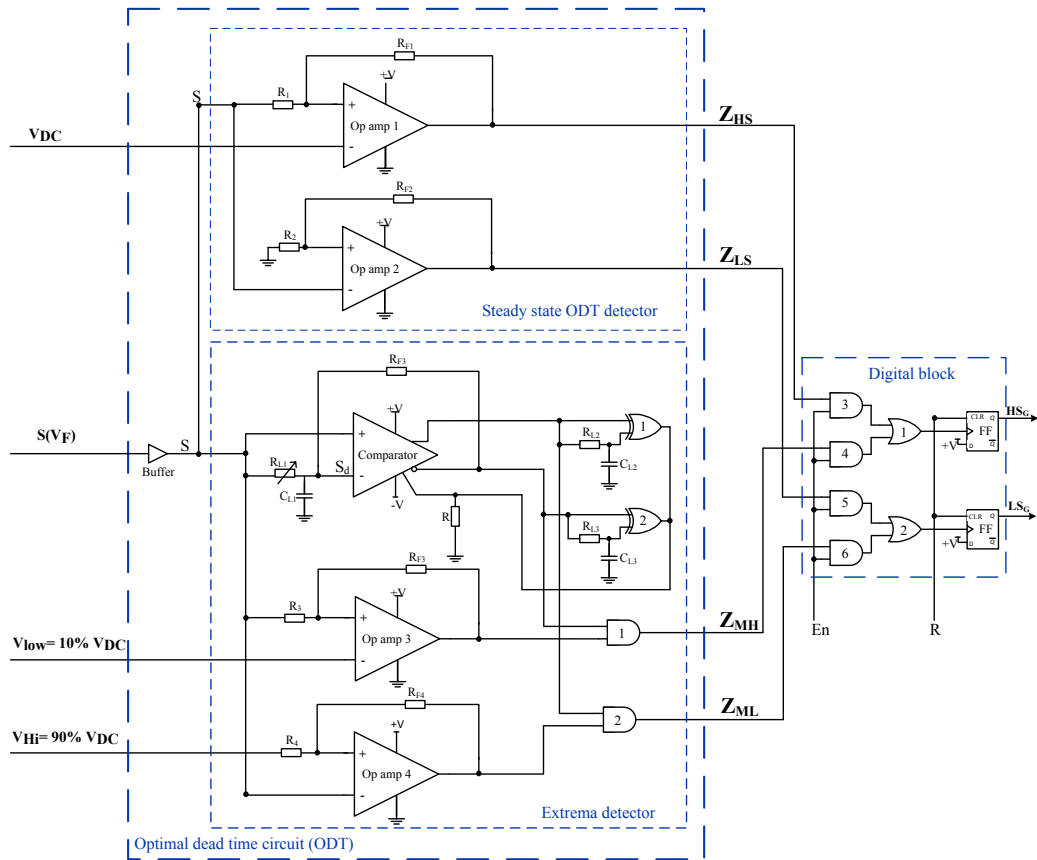 R_F1
+V
S
R_1
+
Op amp 1
-
Z_HS
V_DC
R_F2
+V
R_2
+
Op amp 2
-
Z_LS
Steady state ODT detector
R_F3
+V
+
Comparator
-
-V
S(V_F)
Buffer
S
R_L1
S_d
C_L1
R
R_L2
C_L2
1
R_L3
C_L3
2
R_F3
+V
R_3
+
Op amp 3
-
1
Z_MH
V_low= 10% V_DC
R_F4
+V
R_4
+
Op amp 4
-
2
Z_ML
V_Hi= 90% V_DC
Extrema detector
Optimal dead time circuit (ODT)
Digital block
3
4
1
5
6
2
CLR Q
FF
D Q
+V
HS_G
CLR Q
FF
D Q
+V
LS_G
En
R